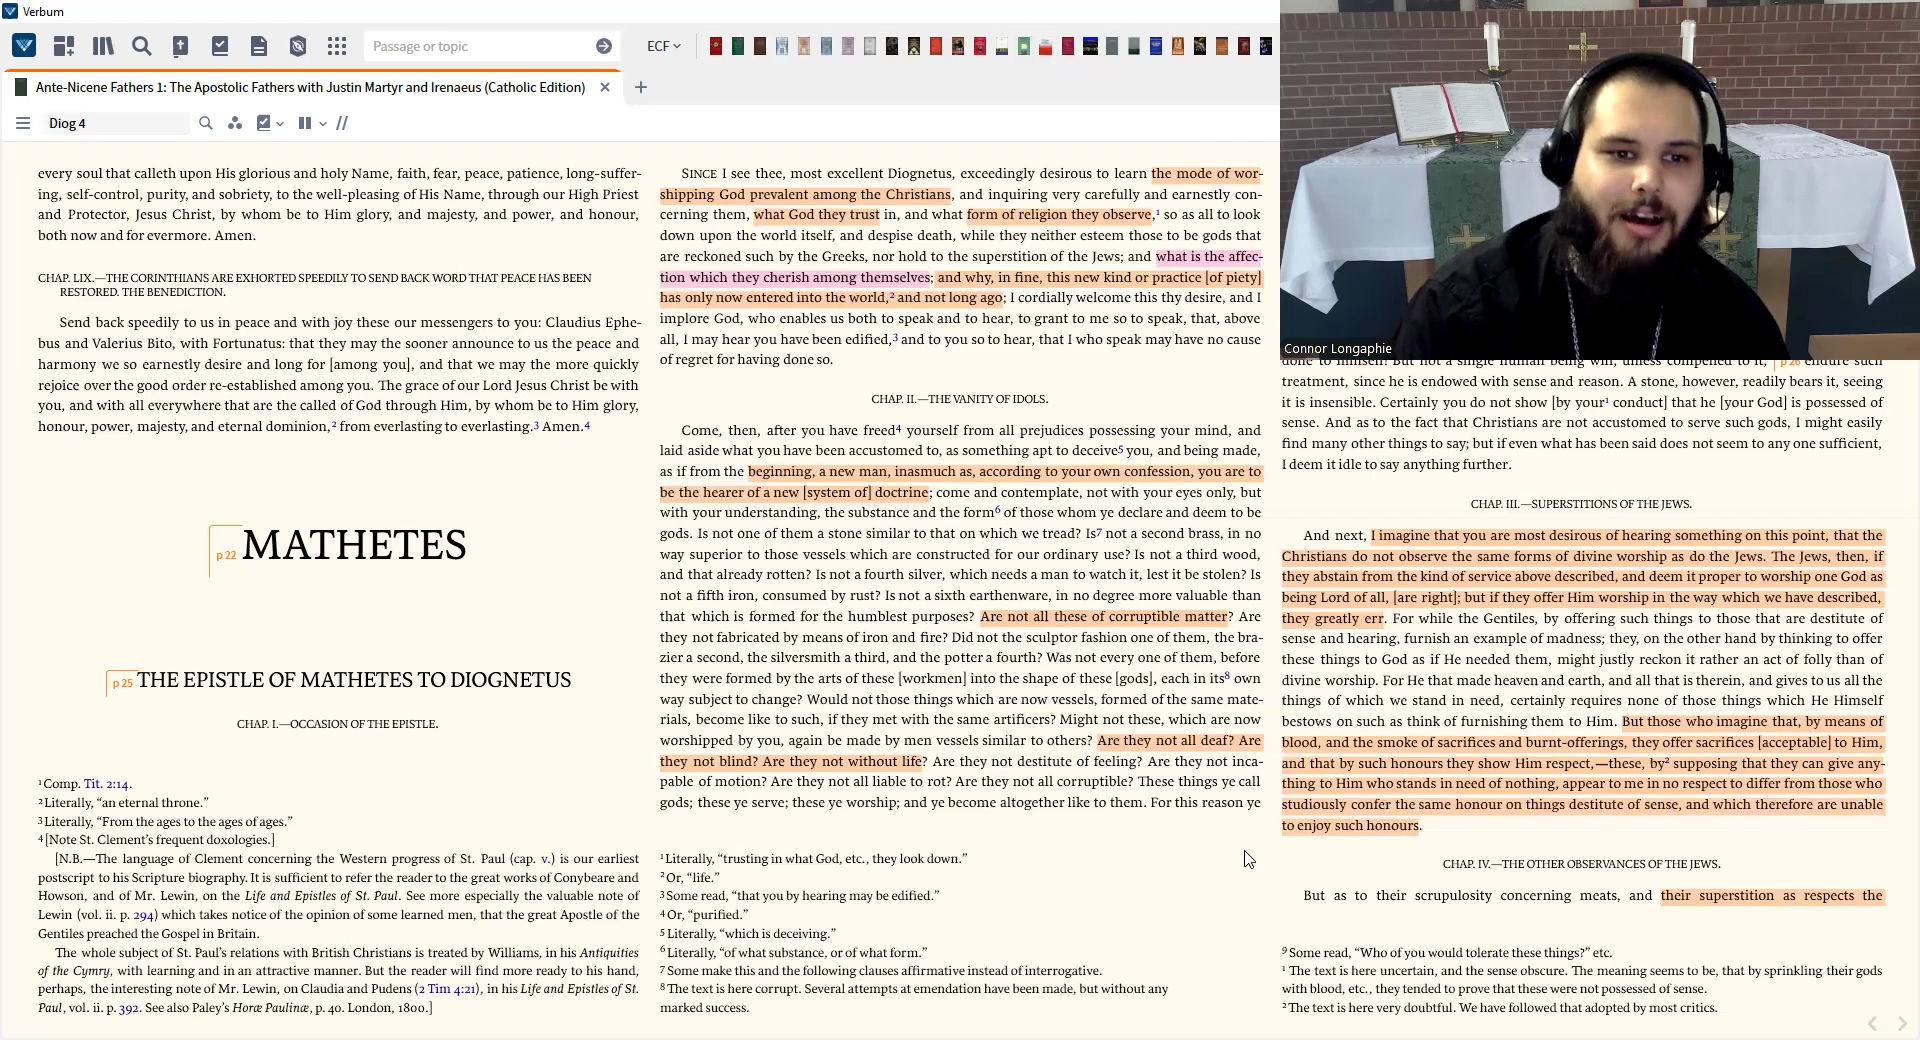 Verbum
Passage or topic
ECF
Ante-Nicene Fathers 1: The Apostolic Fathers with Justin Martyr and Irenaeus (Catholic Edition)
Diog 4
every soul that calleth upon His glorious and holy Name, faith, fear, peace, patience, long-suffer-
ing, self-control, purity, and sobriety, to the well-pleasing of His Name, through our High Priest
and Protector, Jesus Christ, by whom be to Him glory, and majesty, and power, and honour,
both now and for evermore. Amen.
CHAP. LIX.—THE CORINTHIANS ARE EXHORTED SPEEDILY TO SEND BACK WORD THAT PEACE HAS BEEN
RESTORED. THE BENEDICTION.
Send back speedily to us in peace and with joy these our messengers to you: Claudius Ephe-
bus and Valerius Bito, with Fortunatus: that they may the sooner announce to us the peace and
harmony we so earnestly desire and long for [among you], and that we may the more quickly
rejoice over the good order re-established among you. The grace of our Lord Jesus Christ be with
you, and with all everywhere that are the called of God through Him, by whom be to Him glory,
honour, power, majesty, and eternal dominion,2 from everlasting to everlasting.3 Amen.4
p 22 MATHETES
p 25 THE EPISTLE OF MATHETES TO DIOGNETUS
CHAP. I.—OCCASION OF THE EPISTLE.
1 Comp. Tit. 2:14.
2 Literally, “an eternal throne.”
3 Literally, “From the ages to the ages of ages.”
4 [Note St. Clement’s frequent doxologies.]
[N.B.—The language of Clement concerning the Western progress of St. Paul (cap. v.) is our earliest
postscript to his Scripture biography. It is sufficient to refer the reader to the great works of Conybeare and
Howson, and of Mr. Lewin, on the Life and Epistles of St. Paul. See more especially the valuable note of
Lewin (vol. ii. p. 294) which takes notice of the opinion of some learned men, that the great Apostle of the
Gentiles preached the Gospel in Britain.
The whole subject of St. Paul’s relations with British Christians is treated by Williams, in his Antiquities
of the Cymry, with learning and in an attractive manner. But the reader will find more ready to his hand,
perhaps, the interesting note of Mr. Lewin, on Claudia and Pudens (2 Tim 4:21), in his Life and Epistles of St.
Paul, vol. ii. p. 392. See also Paley’s Horæ Paulinæ, p. 40. London, 1800.]
SINCE I see thee, most excellent Diognetus, exceedingly desirous to learn the mode of wor-
shipping God prevalent among the Christians, and inquiring very carefully and earnestly con-
cerning them, what God they trust in, and what form of religion they observe,1 so as all to look
down upon the world itself, and despise death, while they neither esteem those to be gods that
are reckoned such by the Greeks, nor hold to the superstition of the Jews; and what is the affec-
tion which they cherish among themselves; and why, in fine, this new kind or practice [of piety]
has only now entered into the world,2 and not long ago; I cordially welcome this thy desire, and I
implore God, who enables us both to speak and to hear, to grant to me so to speak, that, above
all, I may hear you have been edified,3 and to you so to hear, that I who speak may have no cause
of regret for having done so.
CHAP. II.—THE VANITY OF IDOLS.
Come, then, after you have freed4 yourself from all prejudices possessing your mind, and
laid aside what you have been accustomed to, as something apt to deceive5 you, and being made,
as if from the beginning, a new man, inasmuch as, according to your own confession, you are to
be the hearer of a new [system of] doctrine; come and contemplate, not with your eyes only, but
with your understanding, the substance and the form6 of those whom ye declare and deem to be
gods. Is not one of them a stone similar to that on which we tread? Is7 not a second brass, in no
way superior to those vessels which are constructed for our ordinary use? Is not a third wood,
and that already rotten? Is not a fourth silver, which needs a man to watch it, lest it be stolen? Is
not a fifth iron, consumed by rust? Is not a sixth earthenware, in no degree more valuable than
that which is formed for the humblest purposes? Are not all these of corruptible matter? Are
they not fabricated by means of iron and fire? Did not the sculptor fashion one of them, the bra-
zier a second, the silversmith a third, and the potter a fourth? Was not every one of them, before
they were formed by the arts of these [workmen] into the shape of these [gods], each in its8 own
way subject to change? Would not those things which are now vessels, formed of the same mate-
rials, become like to such, if they met with the same artificers? Might not these, which are now
worshipped by you, again be made by men vessels similar to others? Are they not all deaf? Are
they not blind? Are they not without life? Are they not destitute of feeling? Are they not inca-
pable of motion? Are they not all liable to rot? Are they not all corruptible? These things ye call
gods; these ye serve; these ye worship; and ye become altogether like to them. For this reason ye
1 Literally, “trusting in what God, etc., they look down.”
2 Or, “life.”
3 Some read, “that you by hearing may be edified.”
4 Or, “purified.”
5 Literally, “which is deceiving.”
6 Literally, “of what substance, or of what form.”
7 Some make this and the following clauses affirmative instead of interrogative.
8 The text is here corrupt. Several attempts at emendation have been made, but without any
marked success.
Connor Longaphie
done to himself! But not a single human being will, unless compelled to it, p 26 endure such
treatment, since he is endowed with sense and reason. A stone, however, readily bears it, seeing
it is insensible. Certainly you do not show [by your1 conduct] that he [your God] is possessed of
sense. And as to the fact that Christians are not accustomed to serve such gods, I might easily
find many other things to say; but if even what has been said does not seem to any one sufficient,
I deem it idle to say anything further.
CHAP. III.—SUPERSTITIONS OF THE JEWS.
And next, I imagine that you are most desirous of hearing something on this point, that the
Christians do not observe the same forms of divine worship as do the Jews. The Jews, then, if
they abstain from the kind of service above described, and deem it proper to worship one God as
being Lord of all, [are right]; but if they offer Him worship in the way which we have described,
they greatly err. For while the Gentiles, by offering such things to those that are destitute of
sense and hearing, furnish an example of madness; they, on the other hand by thinking to offer
these things to God as if He needed them, might justly reckon it rather an act of folly than of
divine worship. For He that made heaven and earth, and all that is therein, and gives to us all the
things of which we stand in need, certainly requires none of those things which He Himself
bestows on such as think of furnishing them to Him. But those who imagine that, by means of
blood, and the smoke of sacrifices and burnt-offerings, they offer sacrifices [acceptable] to Him,
and that by such honours they show Him respect,—these, by2 supposing that they can give any-
thing to Him who stands in need of nothing, appear to me in no respect to differ from those who
studiously confer the same honour on things destitute of sense, and which therefore are unable
to enjoy such honours.
CHAP. IV.—THE OTHER OBSERVANCES OF THE JEWS.
But as to their scrupulosity concerning meats, and their superstition as respects the
9 Some read, “Who of you would tolerate these things?” etc.
1 The text is here uncertain, and the sense obscure. The meaning seems to be, that by sprinkling their gods
with blood, etc., they tended to prove that these were not possessed of sense.
2 The text is here very doubtful. We have followed that adopted by most critics.